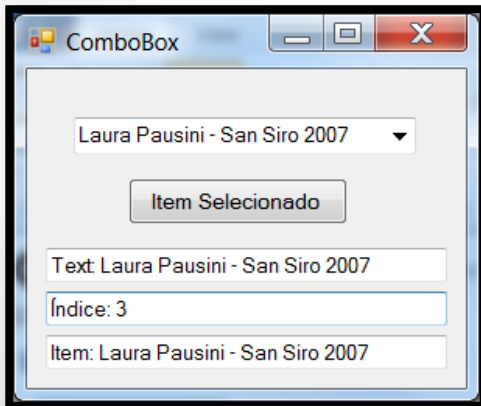 ComboBox
Laura Pausini - San Siro 2007
Item Selecionado
Text: Laura Pausini - San Siro 2007
Índice: 3
Item: Laura Pausini - San Siro 2007